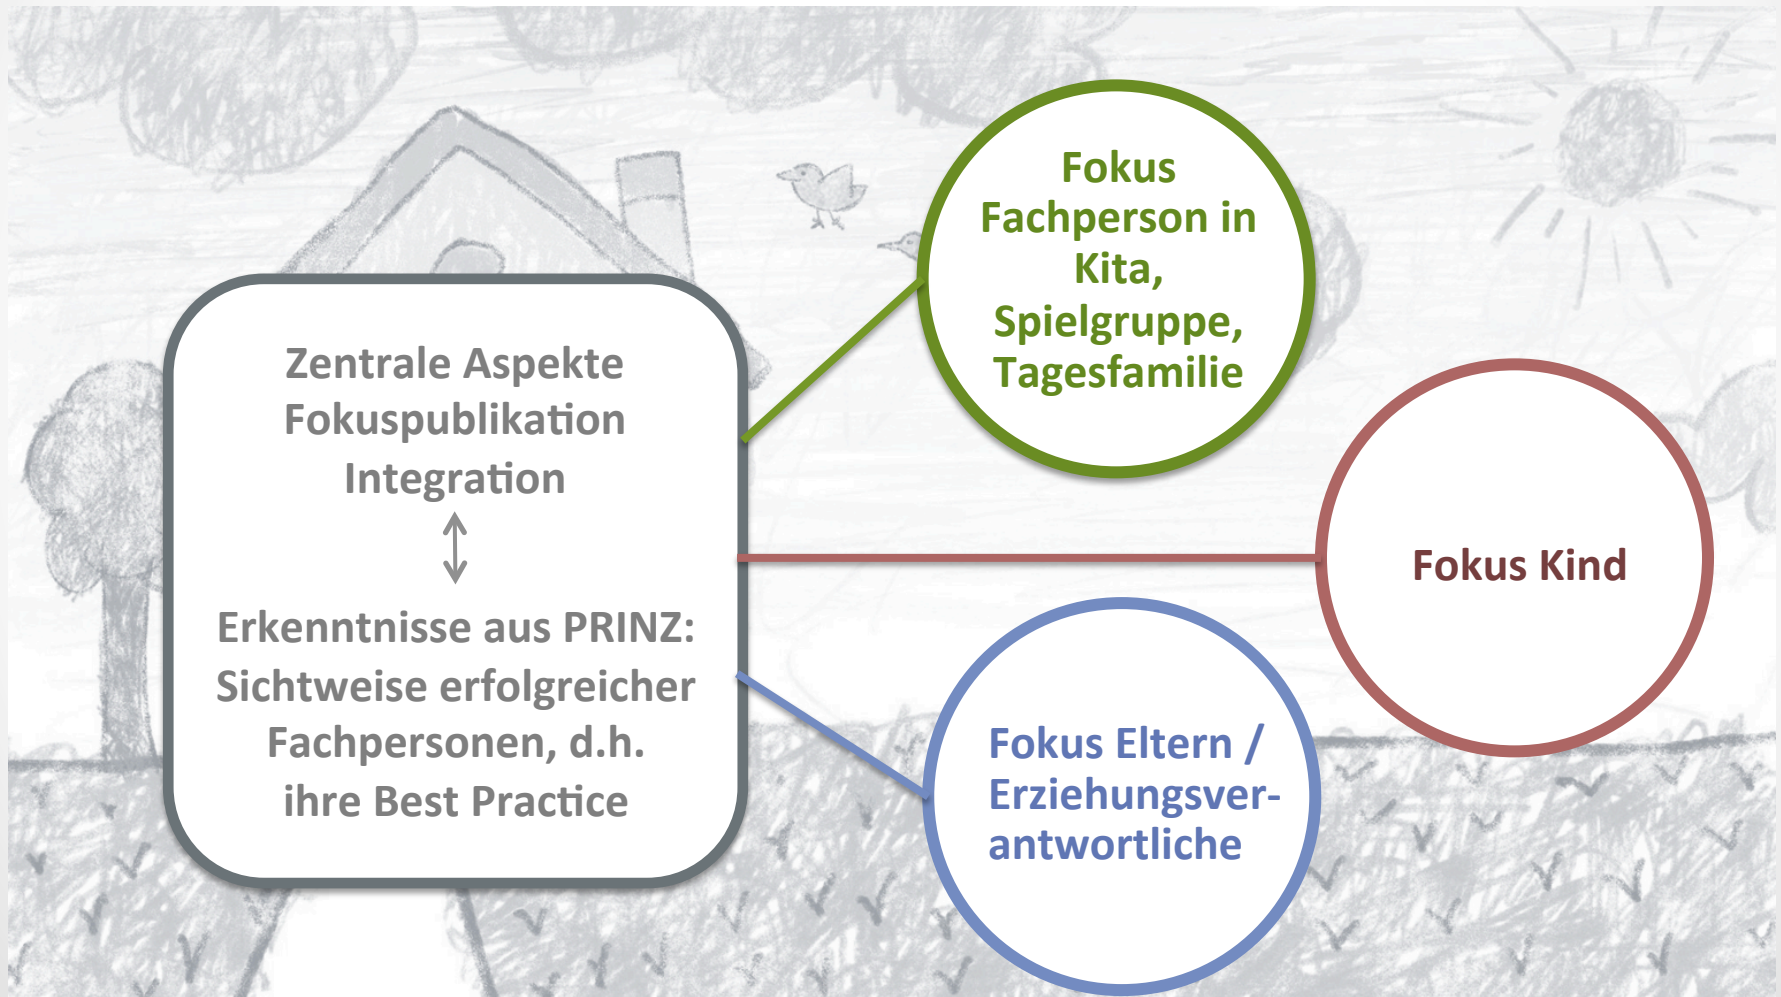 Zentrale Aspekte
Fokuspublikation
Integration
Erkenntnisse aus PRINZ:
Sichtweise erfolgreicher
Fachpersonen, d.h.
ihre Best Practice
Fokus
Fachperson in
Kita,
Spielgruppe,
Tagesfamilie
Fokus Kind
Fokus Eltern /
Erziehungsver-
antwortliche